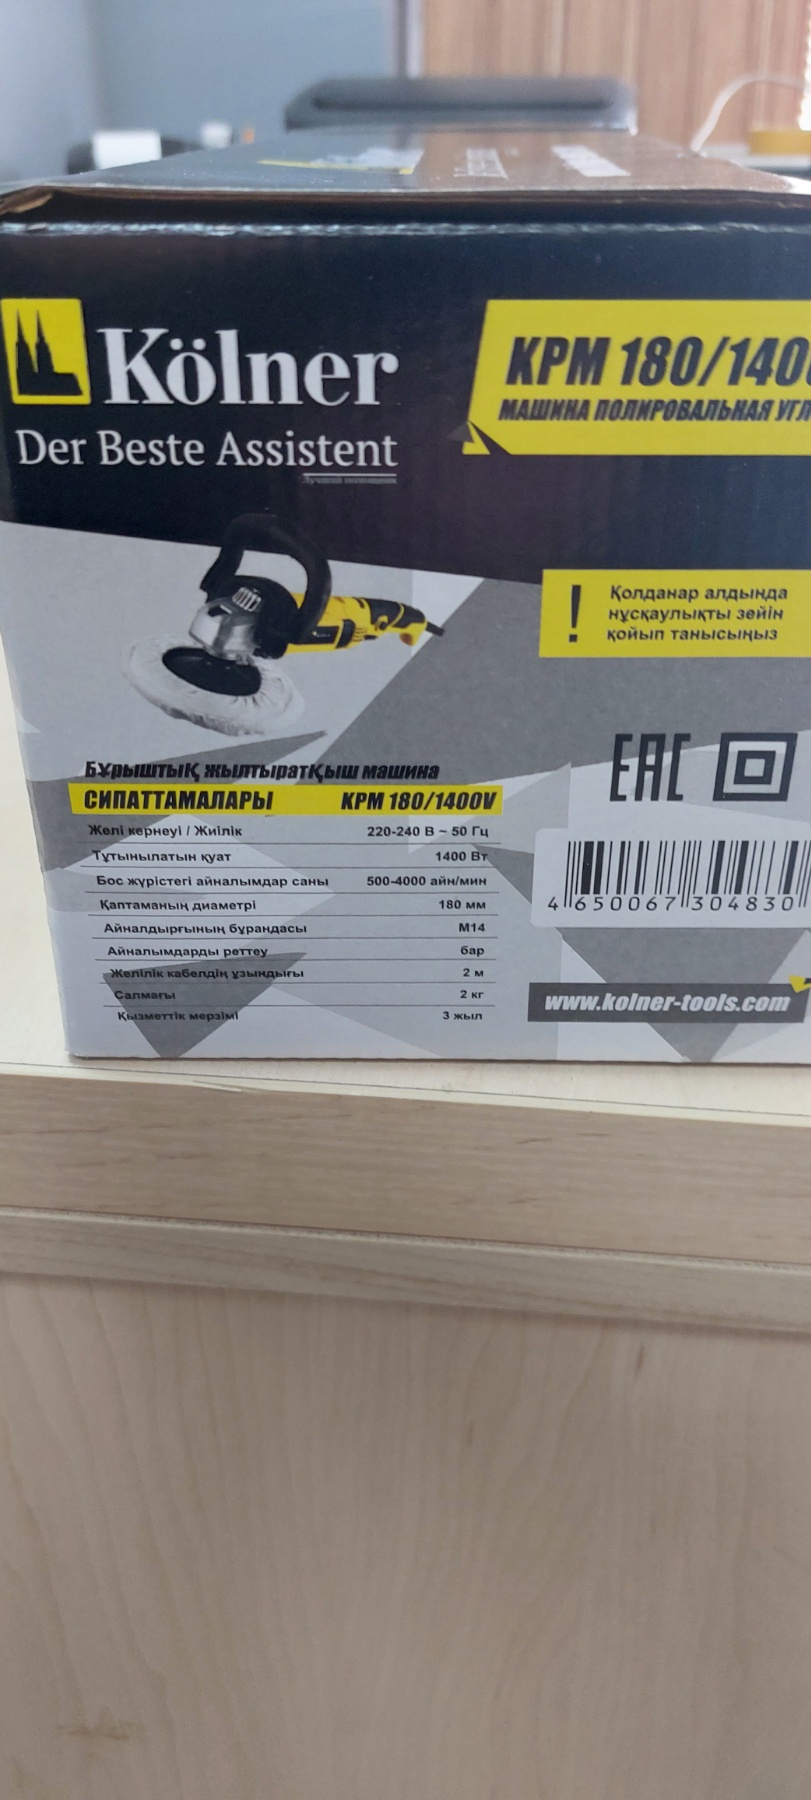 Kölner
Der Beste Assistent
Лучший помощник
KPM 180/1400
МАШИНА ПОЛИРОВАЛЬНАЯ УГЛ
! Қолданар алдында
нұсқаулықты зейін
қойып танысыңыз
Бұрыштық жылтыратқыш машина
СИПАТТАМАЛАРЫ KPM 180/1400V
Желі кернеуі / Жиілік 220-240 В ~ 50 Гц
Тұтынылатын қуат 1400 Вт
Бос жүрістегі айналымдар саны 500-4000 айн/мин
Қаптаманың диаметрі 180 мм
Айналдырғының бұрандасы М14
Айналымдарды реттеу бар
Желілік кабелдің ұзындығы 2 м
Салмағы 2 кг
Қызметтік мерзімі 3 жыл
EAC
4 650067 304830
www.kolner-tools.com